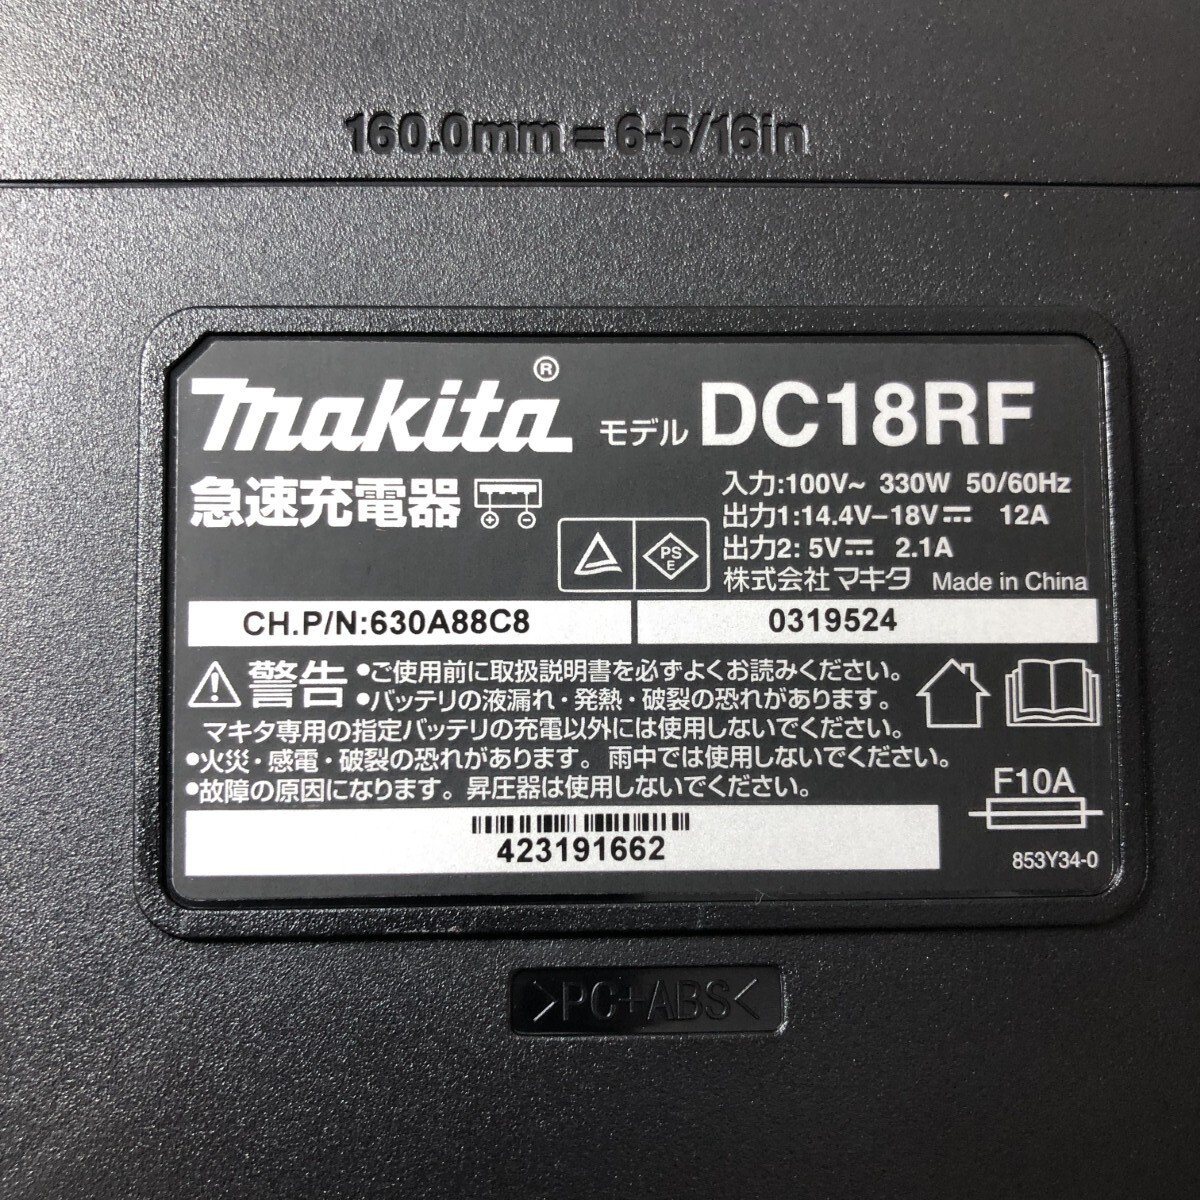 160.0mm=6-5/16in
makita® モデル DC18RF
急速充電器
入力:100V~ 330W 50/60Hz
出力1:14.4V–18V⎓ 12A
出力2: 5V⎓ 2.1A
株式会社マキタ Made in China
PS
E
CH.P/N:630A88C8
0319524
警告 •ご使用前に取扱説明書を必ずよくお読みください。
•バッテリの液漏れ・発熱・破裂の恐れがあります。
マキタ専用の指定バッテリの充電以外には使用しないでください。
•火災・感電・破裂の恐れがあります。雨中では使用しないでください。
•故障の原因になります。昇圧器は使用しないでください。
F10A
423191662
853Y34-0
>PC+ABS<